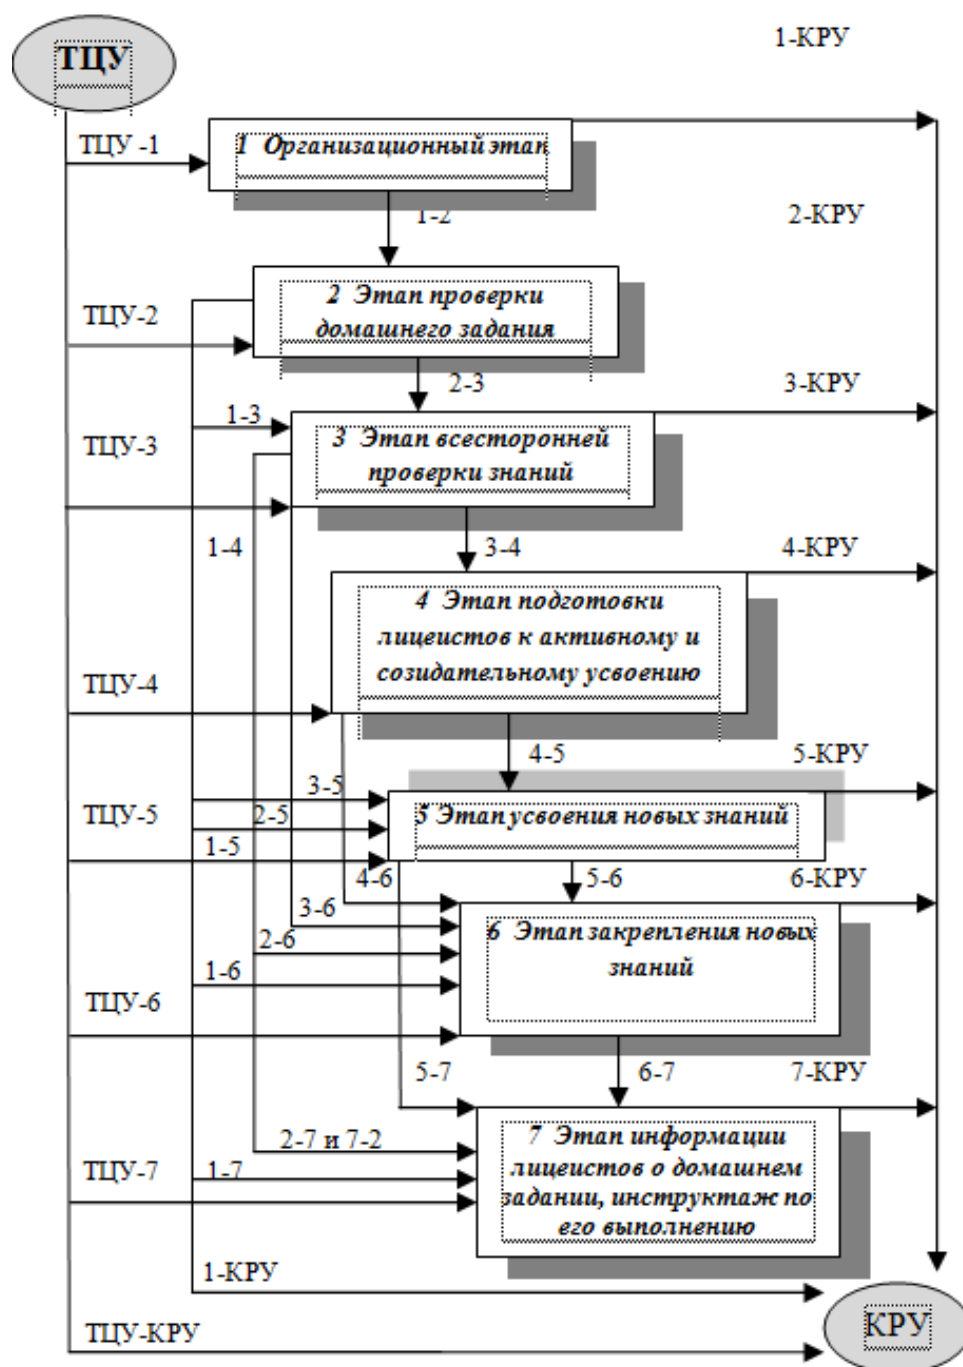 ТЦУ
1-КРУ
ТЦУ -1
1 Организационный этап
1-2
2-КРУ
ТЦУ-2
2 Этап проверки
домашнего задания
2-3
3-КРУ
1-3
ТЦУ-3
3 Этап всесторонней
проверки знаний
1-4
3-4
4-КРУ
4 Этап подготовки
лицеистов к активному и
созидательному усвоению
ТЦУ-4
4-5
5-КРУ
3-5
ТЦУ-5
2-5
5 Этап усвоения новых знаний
1-5
4-6
5-6
6-КРУ
3-6
2-6
6 Этап закрепления новых
знаний
1-6
ТЦУ-6
5-7
6-7
7-КРУ
2-7 и 7-2
7 Этап информации
лицеистов о домашнем
задании, инструктаж по
его выполнению
ТЦУ-7
1-7
1-КРУ
ТЦУ-КРУ
КРУ